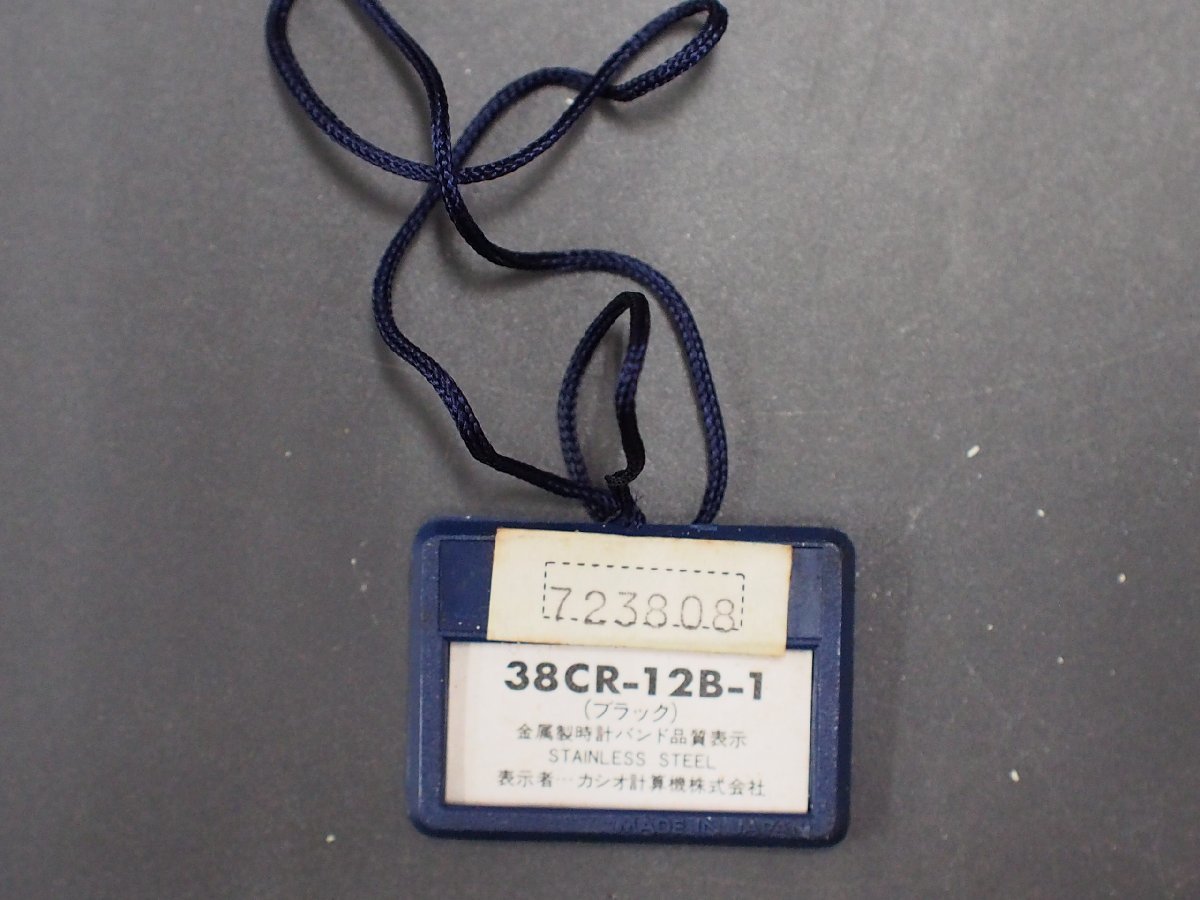 723808
38CR-12B-1
(ブラック)
金属製時計バンド品質表示
STAINLESS STEEL
表示者…カシオ計算機株式会社
MADE IN JAPAN